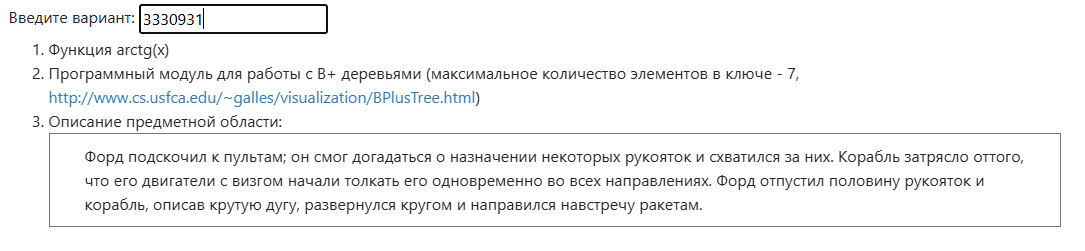 Введите вариант: 3330931
1. Функция arctg(x)
2. Программный модуль для работы с B+ деревьями (максимальное количество элементов в ключе - 7,
http://www.cs.usfca.edu/~galles/visualization/BPlusTree.html)
3. Описание предметной области:
Форд подскочил к пультам; он смог догадаться о назначении некоторых рукояток и схватился за них. Корабль затрясло оттого,
что его двигатели с визгом начали толкать его одновременно во всех направлениях. Форд отпустил половину рукояток и
корабль, описав крутую дугу, развернулся кругом и направился навстречу ракетам.